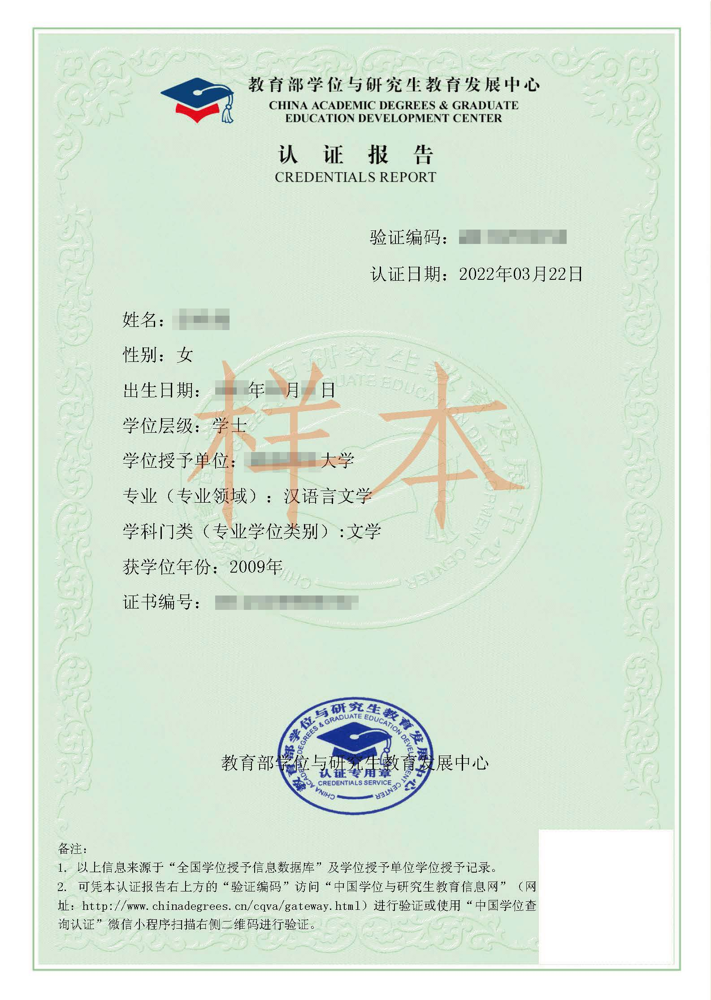 教育部学位与研究生教育发展中心
CHINA ACADEMIC DEGREES & GRADUATE
EDUCATION DEVELOPMENT CENTER
认证报告
CREDENTIALS REPORT
验证编码：
认证日期：2022年03月22日
姓名：
性别：女
出生日期： 年 月 日
学位层级：学士
学位授予单位： 大学
专业（专业领域）：汉语言文学
学科门类（专业学位类别）:文学
获学位年份：2009年
证书编号：
样本
教育部学位与研究生教育发展中心
教育部学位与研究生教育发展中心
CHINA ACADEMIC DEGREES & GRADUATE EDUCATION DEVELOPMENT CENTER
认证专用章
CREDENTIALS SERVICE
备注：
1. 以上信息来源于“全国学位授予信息数据库”及学位授予单位学位授予记录。
2. 可凭本认证报告右上方的“验证编码”访问“中国学位与研究生教育信息网”（网
址：http://www.chinadegrees.cn/cqva/gateway.html）进行验证或使用“中国学位查
询认证”微信小程序扫描右侧二维码进行验证。